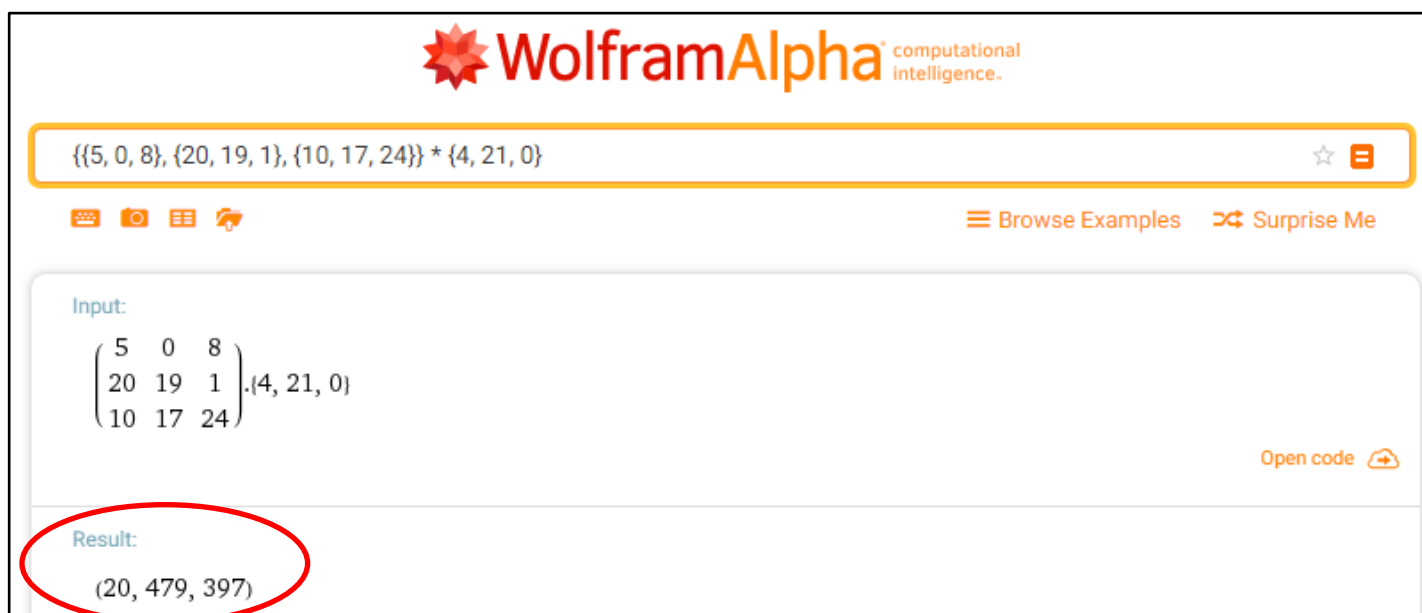 WolframAlpha computational
intelligence.
{{5, 0, 8}, {20, 19, 1}, {10, 17, 24}} * {4, 21, 0}
Browse Examples Surprise Me
Input:
5 0 8
20 19 1 .{4, 21, 0}
10 17 24
Open code
Result:
(20, 479, 397)